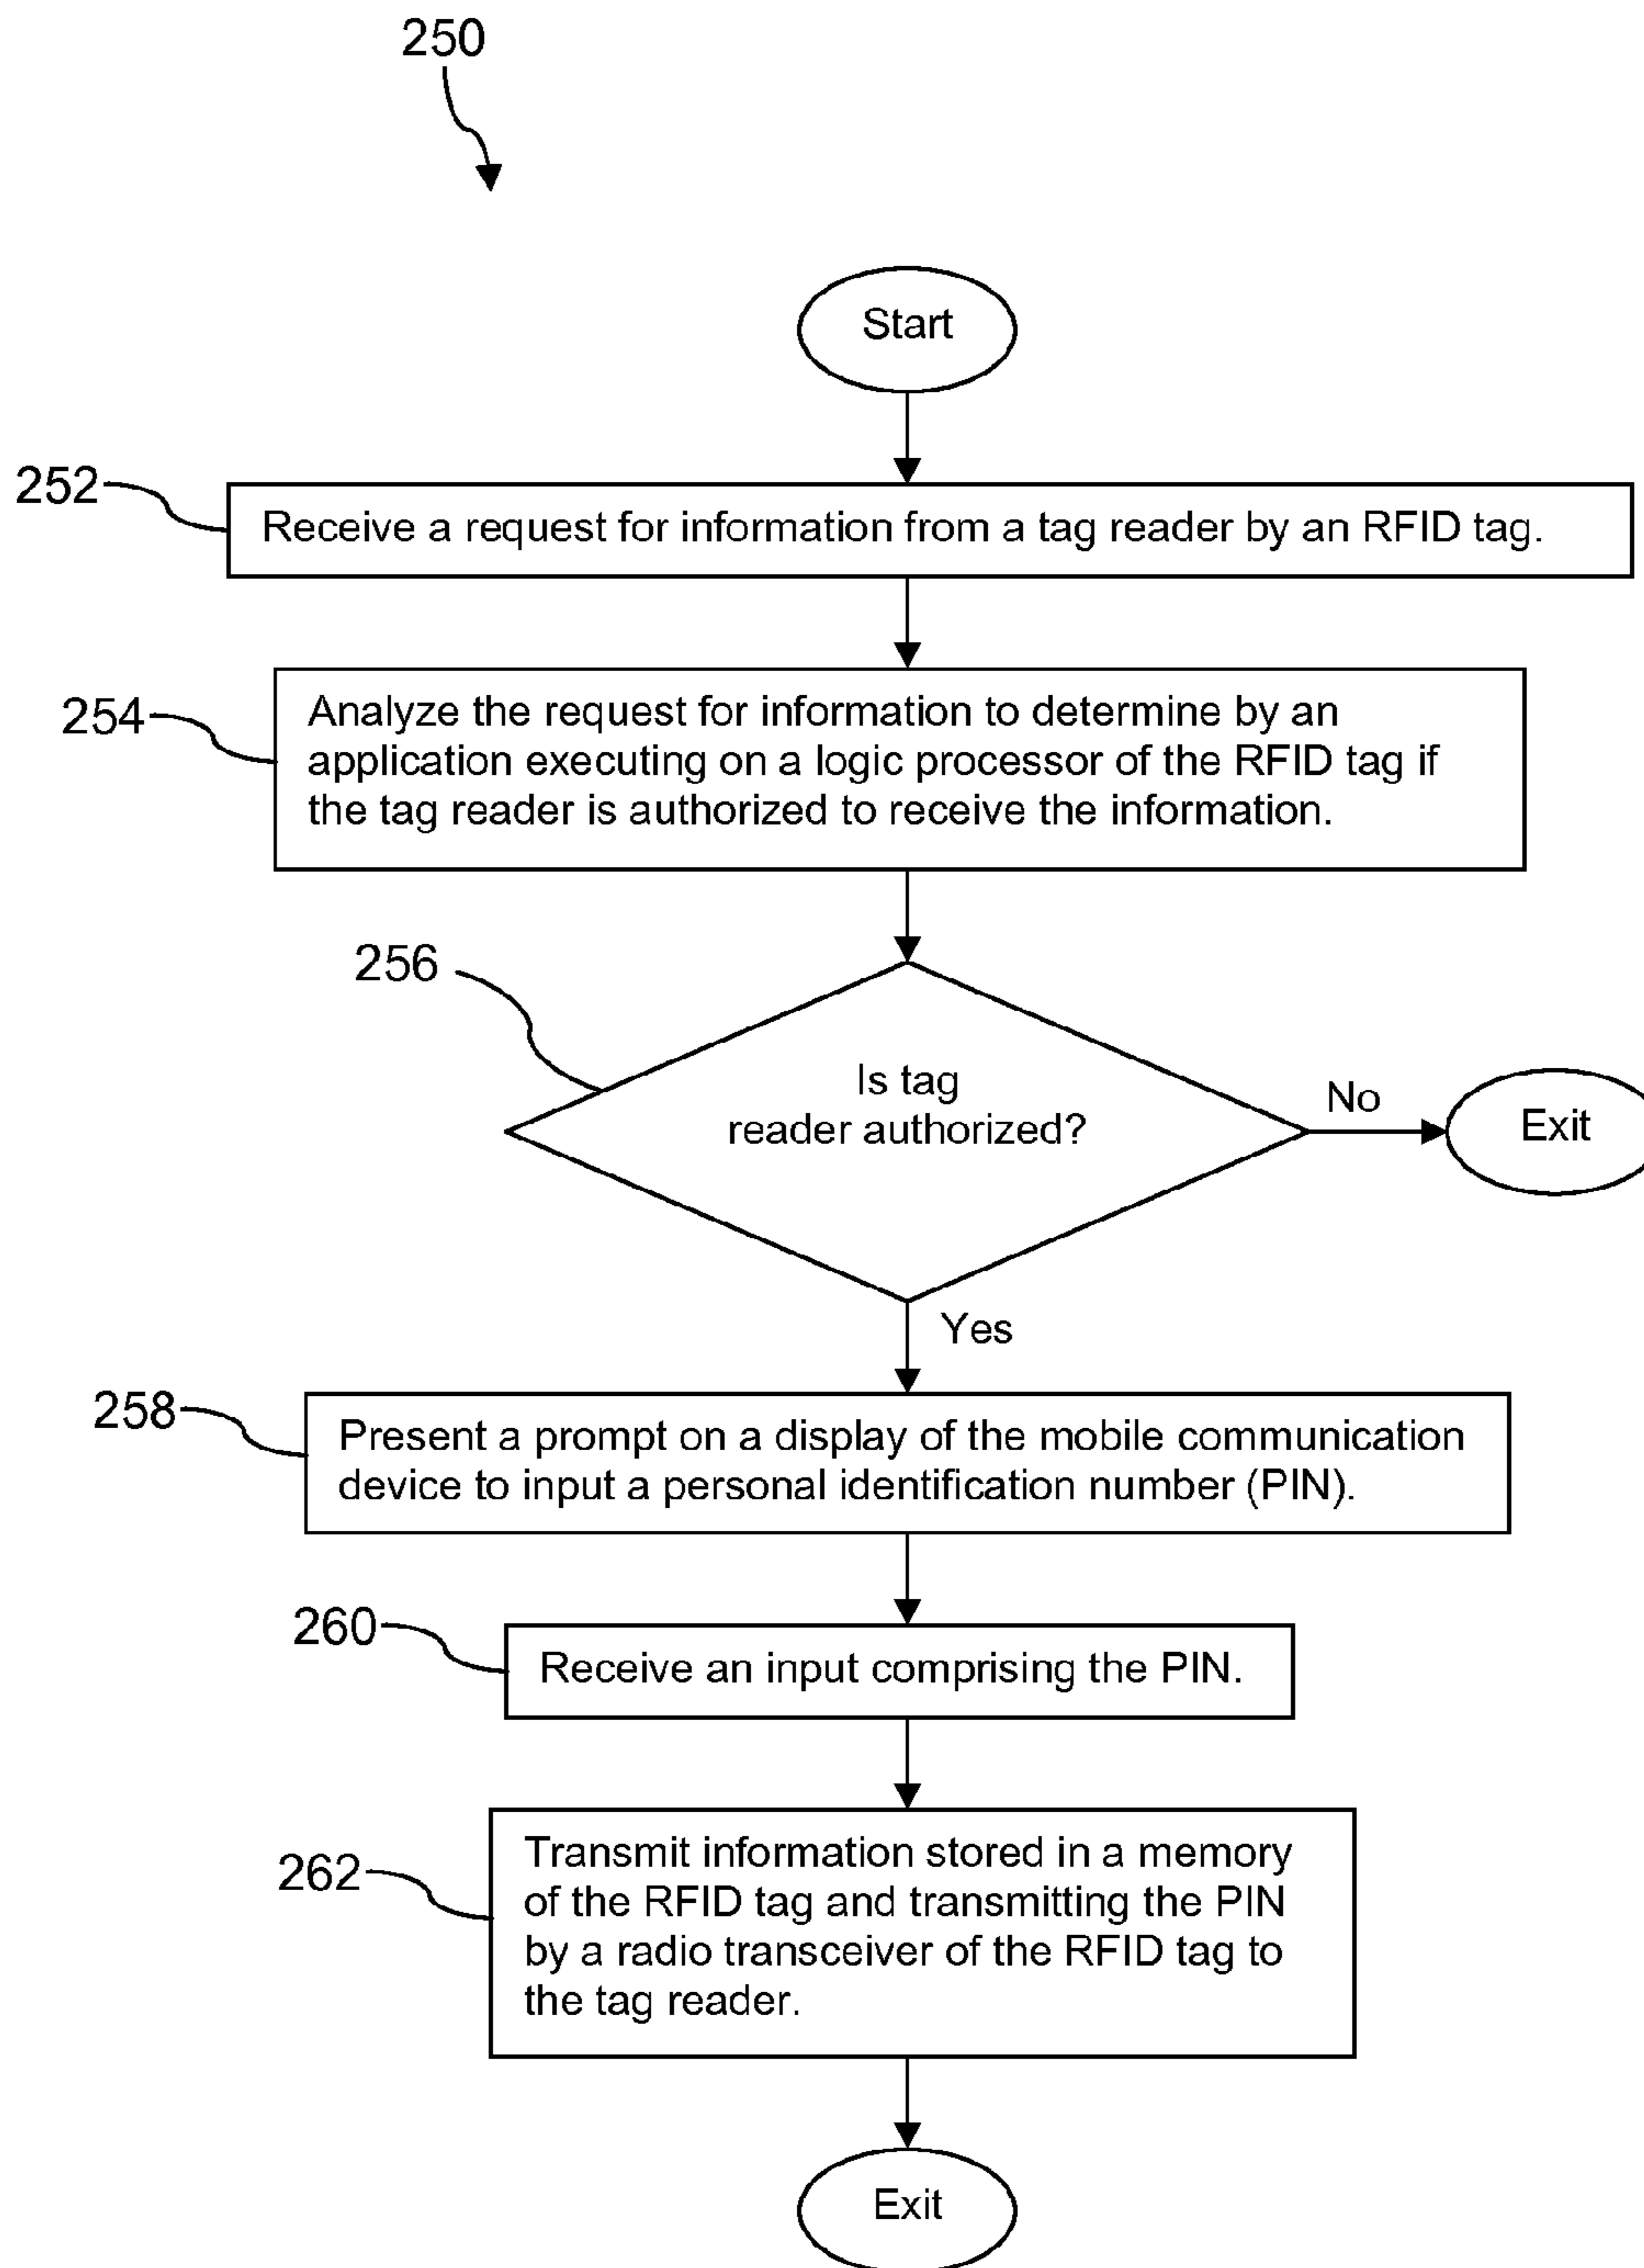 250
Start
252
Receive a request for information from a tag reader by an RFID tag.
254
Analyze the request for information to determine by an
application executing on a logic processor of the RFID tag if
the tag reader is authorized to receive the information.
256
Is tag
reader authorized?
No
Exit
Yes
258
Present a prompt on a display of the mobile communication
device to input a personal identification number (PIN).
260
Receive an input comprising the PIN.
262
Transmit information stored in a memory
of the RFID tag and transmitting the PIN
by a radio transceiver of the RFID tag to
the tag reader.
Exit